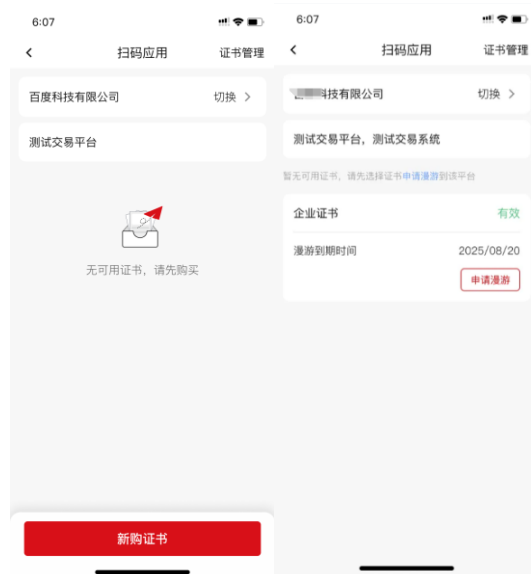 6:07
扫码应用
证书管理
百度科技有限公司
切换
测试交易平台
无可用证书，请先购买
新购证书
6:07
扫码应用
证书管理
科技有限公司
切换
测试交易平台，测试交易系统
暂无可用证书，请先选择证书申请漫游到该平台
企业证书
有效
漫游到期时间
2025/08/20
申请漫游